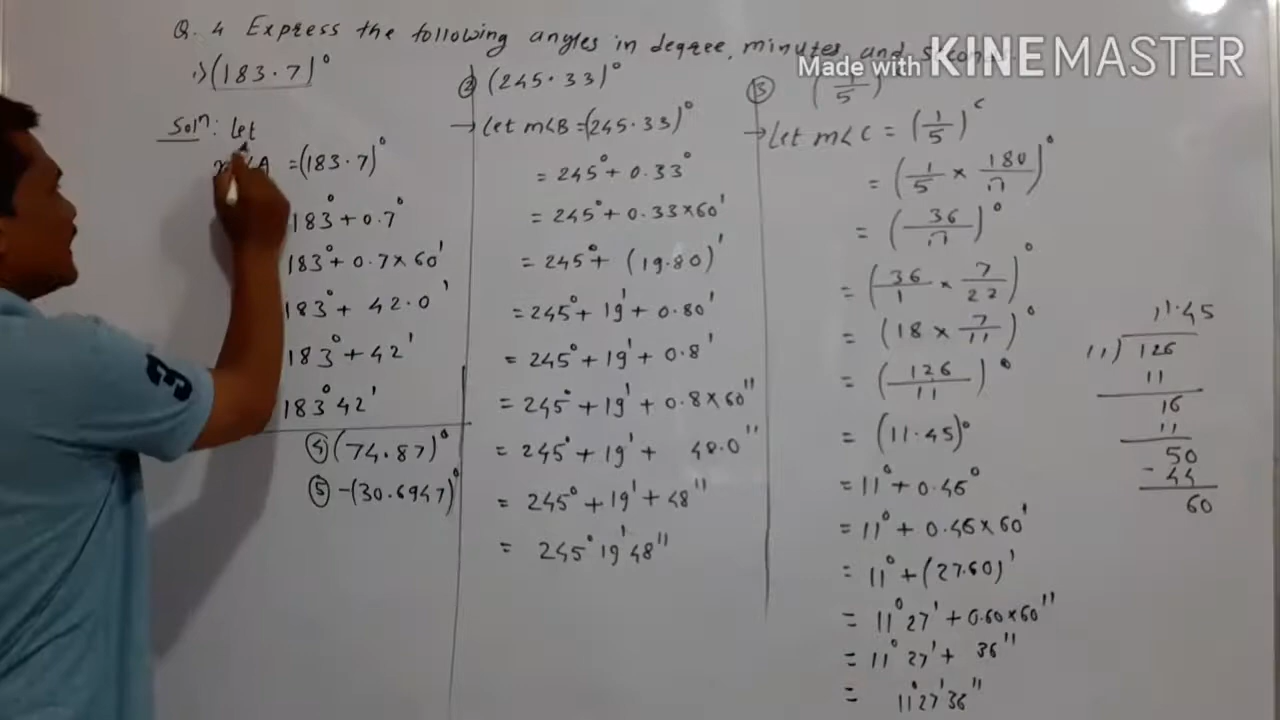 Q. 4 Express the following angles in degree, minutes and
Made with KINEMASTER
1) (183.7)°
Solⁿ: Let
= (183.7)°
183° + 0.7°
183° + 0.7 × 60'
183° + 42.0'
183° + 42'
183° 42'
④ (74.87)°
⑤ -(30.6947)°
② (245.33)°
→ Let m∠B = (245.33)°
= 245° + 0.33°
= 245° + 0.33 × 60'
= 245° + (19.80)'
= 245° + 19' + 0.80'
= 245° + 19' + 0.8'
= 245° + 19' + 0.8 × 60"
= 245° + 19' + 48.0"
= 245° + 19' + 48"
= 245° 19' 48"
③ (1/5)
→ Let m∠C = (1/5)ᶜ
= (1/5 × 180/π)°
= (36/π)°
= (36/1 × 7/22)°
= (18 × 7/11)°
= (126/11)°
= (11.45)°
= 11° + 0.45°
= 11° + 0.46 × 60'
= 11° + (27.60)'
= 11° 27' + 0.60 × 60"
= 11° 27' + 36"
= 11° 27' 36"
11.45
11) 126
11
16
11
50
- 44
60
3